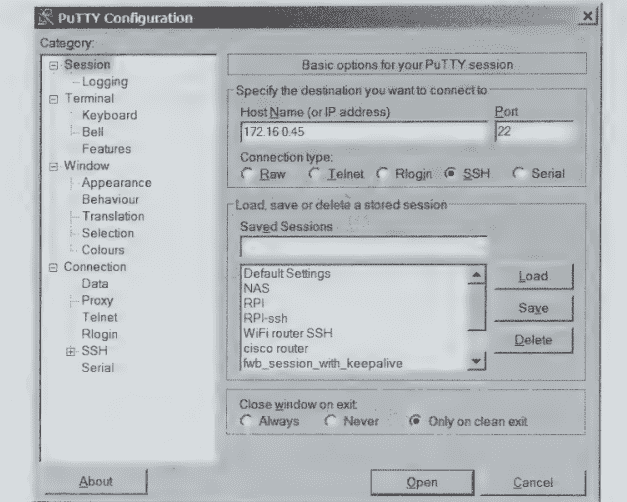 PuTTY Configuration
Category:
Session
Logging
Terminal
Keyboard
Bell
Features
Window
Appearance
Behaviour
Translation
Selection
Colours
Connection
Data
Proxy
Telnet
Rlogin
SSH
Serial
Basic options for your PuTTY session
Specify the destination you want to connect to
Host Name (or IP address) Port
172.16.0.45 22
Connection type:
Raw Telnet Rlogin SSH Serial
Load, save or delete a stored session
Saved Sessions
Default Settings
NAS
RPI
RPI-ssh
WiFi router SSH
cisco router
fwb_session_with_keepalive
Load
Save
Delete
Close window on exit:
Always Never Only on clean exit
About Open Cancel